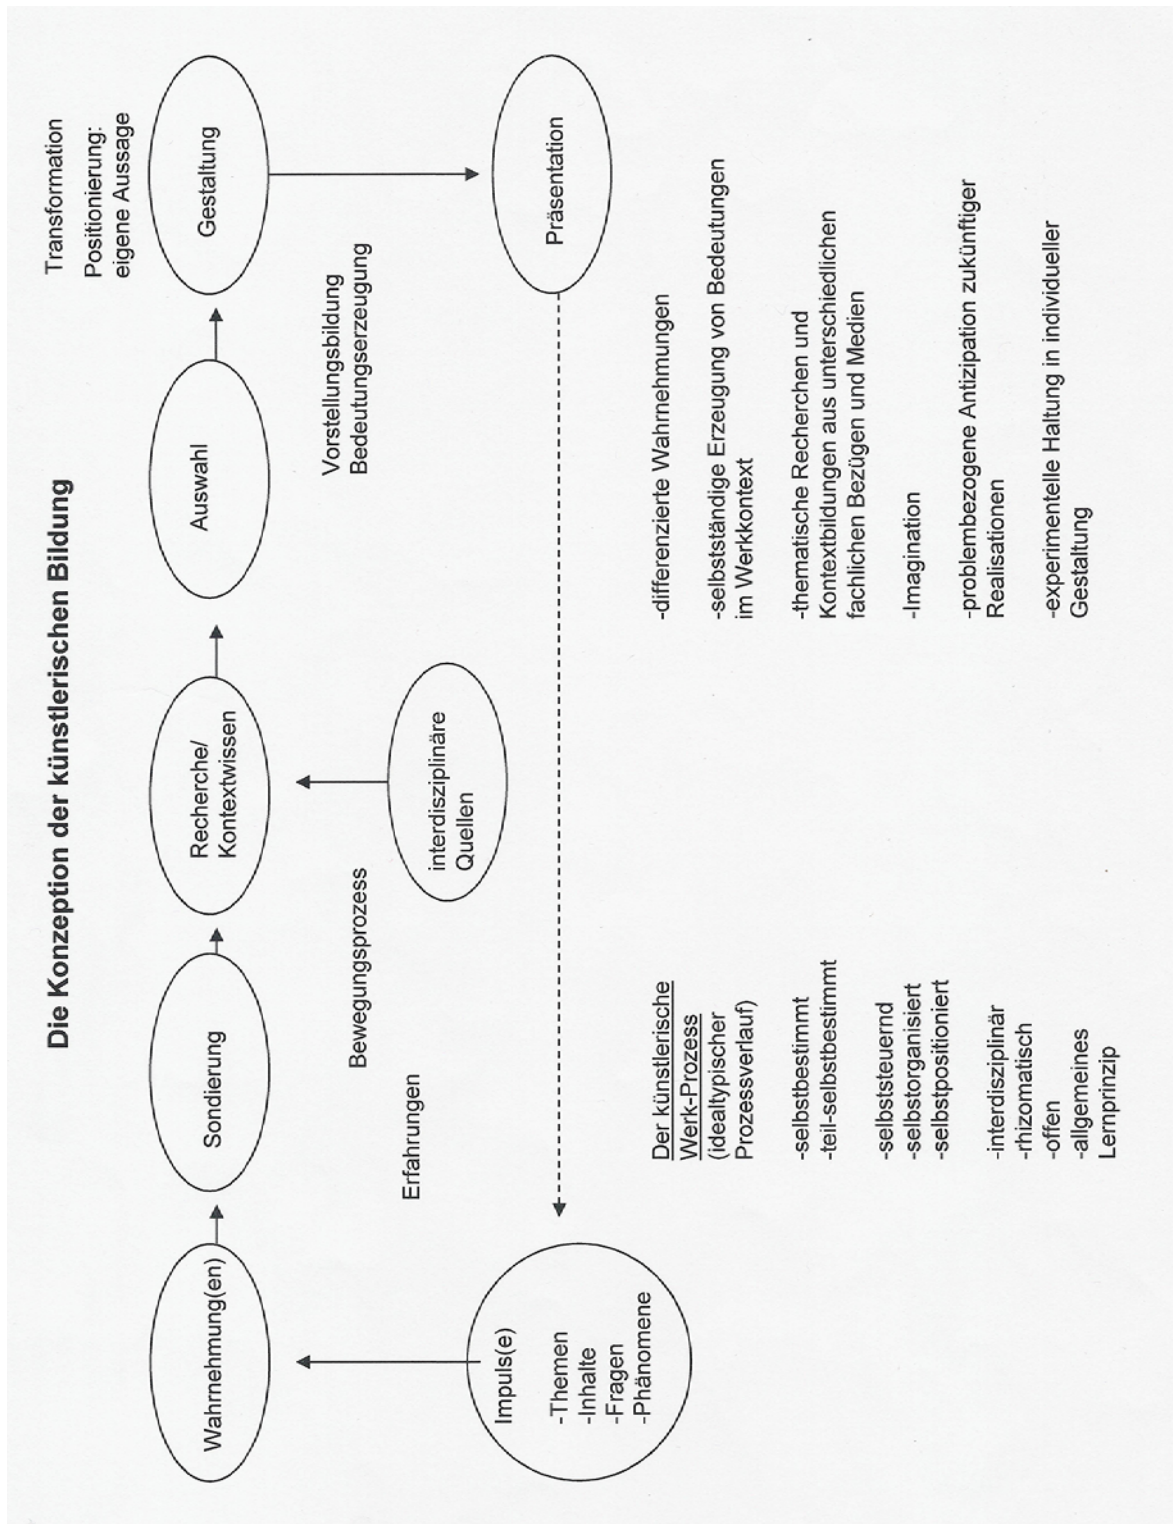 Die Konzeption der künstlerischen Bildung
Transformation
Positionierung:
eigene Aussage
Wahrnehmung(en)
Sondierung
Recherche/
Kontextwissen
Auswahl
Gestaltung
Vorstellungsbildung
Bedeutungserzeugung
Bewegungsprozess
Erfahrungen
interdisziplinäre
Quellen
Präsentation
Impuls(e)
-Themen
-Inhalte
-Fragen
-Phänomene
Der künstlerische
Werk-Prozess
(idealtypischer
Prozessverlauf)
-selbstbestimmt
-teil-selbstbestimmt
-selbststeuernd
-selbstorganisiert
-selbstpositioniert
-interdisziplinär
-rhizomatisch
-offen
-allgemeines
Lernprinzip
-differenzierte Wahrnehmungen
-selbstständige Erzeugung von Bedeutungen
im Werkkontext
-thematische Recherchen und
Kontextbildungen aus unterschiedlichen
fachlichen Bezügen und Medien
-Imagination
-problembezogene Antizipation zukünftiger
Realisationen
-experimentelle Haltung in individueller
Gestaltung